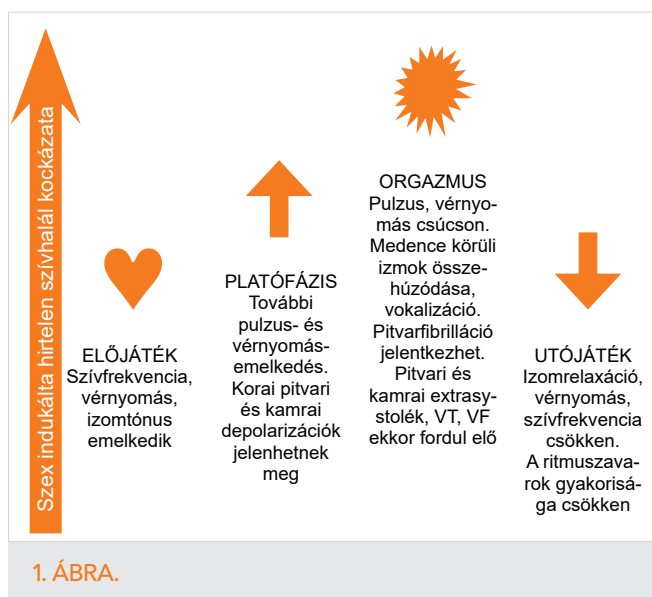 Szex indukálta hirtelen szívhalál kockázata
ELŐJÁTÉK
Szívfrekvencia,
vérnyomás,
izomtónus
emelkedik
PLATÓFÁZIS
További
pulzus- és
vérnyomás-
emelkedés.
Korai pitvari
és kamrai
depolarizációk
jelenhetnek
meg
ORGAZMUS
Pulzus, vérnyo-
más csúcson.
Medence körüli
izmok össze-
húzódása,
vokalizáció.
Pitvarfibrilláció
jelentkezhet.
Pitvari és
kamrai extrasy-
stolék, VT, VF
ekkor fordul elő
UTÓJÁTÉK
Izomrelaxáció,
vérnyomás,
szívfrekvencia
csökken.
A ritmuszava-
rok gyakorisá-
ga csökken
1. ÁBRA.